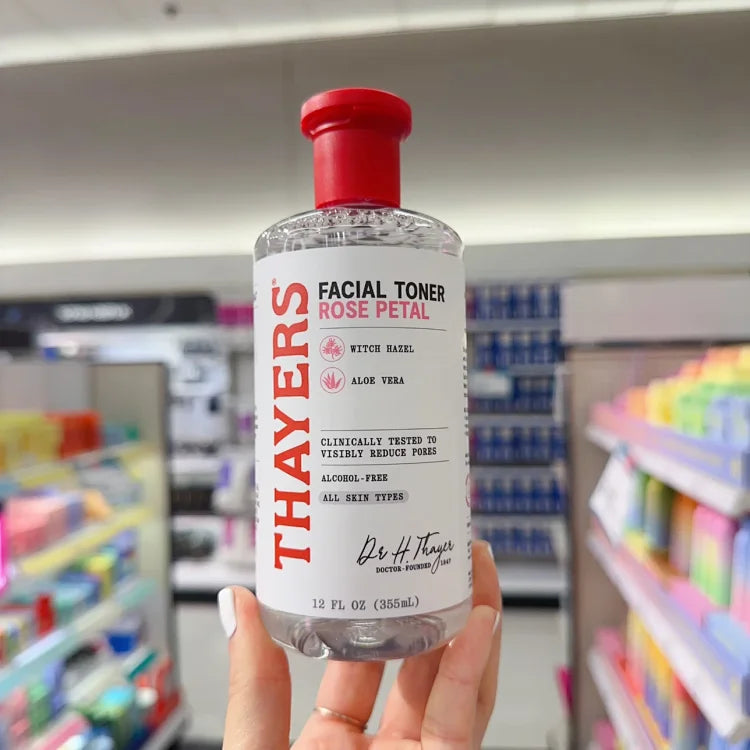 THAYERS®
FACIAL TONER
ROSE PETAL
WITCH HAZEL
ALOE VERA
CLINICALLY TESTED TO
VISIBLY REDUCE PORES
ALCOHOL-FREE
ALL SKIN TYPES
Dr H. Thayer
DOCTOR-FOUNDED 1847
12 FL OZ (355mL)